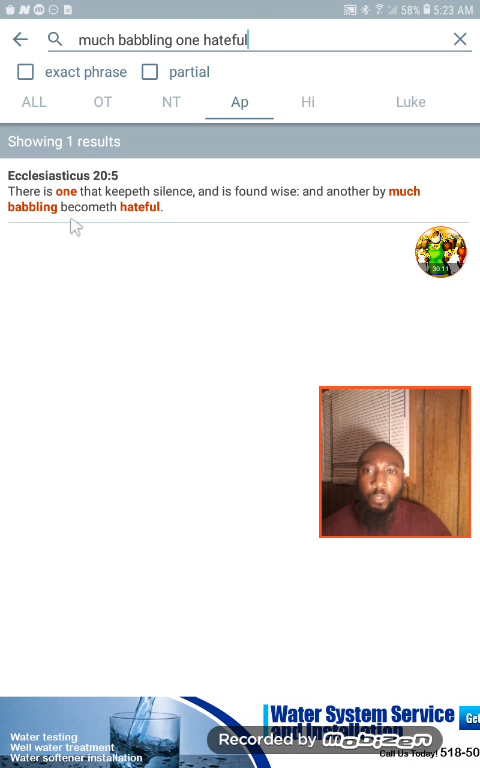 58% 5:23 AM
much babbling one hateful
exact phrase partial
ALL OT NT Ap Hi Luke
Showing 1 results
Ecclesiasticus 20:5
There is one that keepeth silence, and is found wise: and another by much
babbling becometh hateful.
30:11
Water System Service
and Installation
Get
Water testing
Well water treatment
Water softener installation
Call Us Today! 518-50
Recorded by mobizen